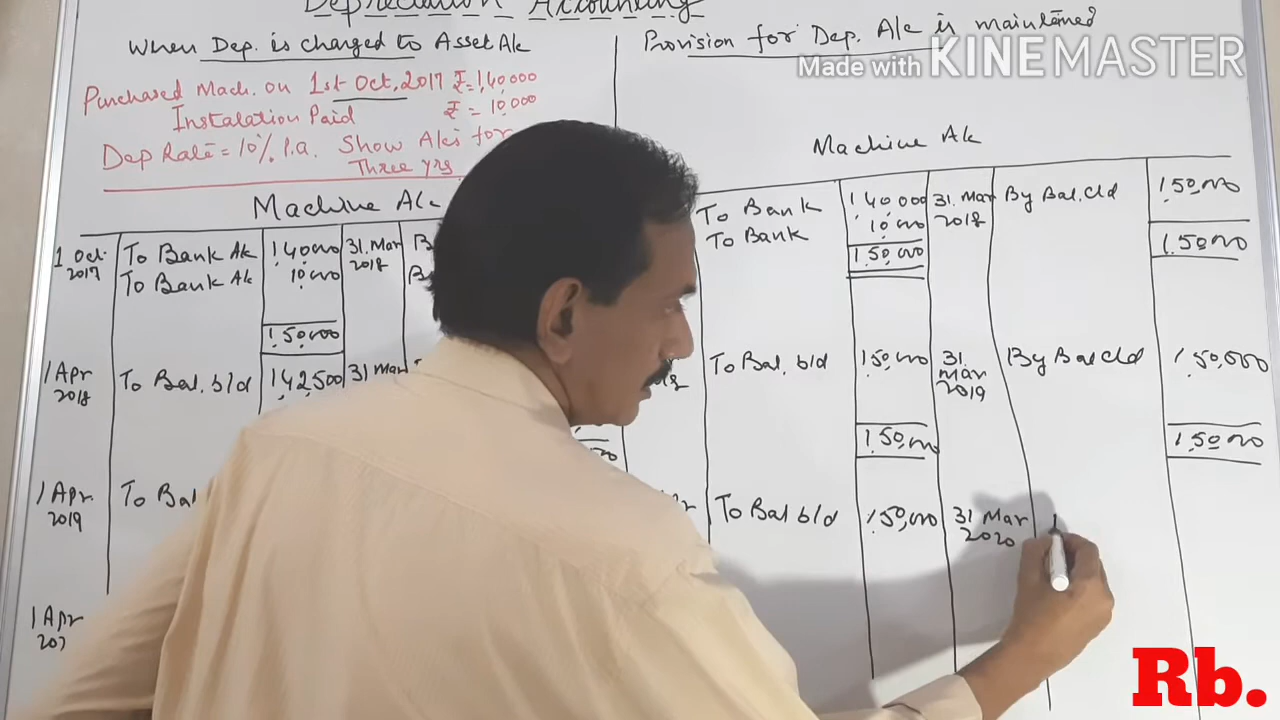 Depreciation Accounting
When Dep. is charged to Asset A/c
Purchased Mach. on 1st Oct, 2017 ₹=1,40,000
Instalation Paid ₹ = 10,000
Dep Rate = 10% P.a. Show A/cs for
Three yrs.
Machine A/c
1 Oct. 2017 To Bank A/c 1,40,000 31. Mar 2018
To Bank A/c 10,000
1,50,000
1 Apr 2018 To Bal. b/d 1,42,500 31 Mar
1 Apr 2019 To Bal
1 Apr
Provision for Dep. A/c is maintained
Made with KINEMASTER
Machine A/c
To Bank 1,40,000 31. Mar 2018 By Bal. c/d 1,50,000
To Bank 10,000
1,50,000 1,50,000
To Bal. b/d 1,50,000 31. Mar 2019 By Bal c/d 1,50,000
1,50,000 1,50,000
To Bal b/d 1,50,000 31 Mar 2020
Rb.